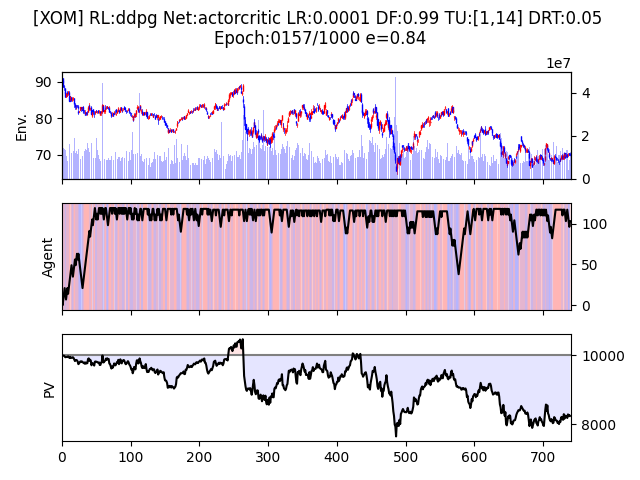 [XOM] RL:ddpg Net:actorcritic LR:0.0001 DF:0.99 TU:[1,14] DRT:0.05
Epoch:0157/1000 e=0.84
1e7
Env.
90
80
70
4
2
0
Agent
100
50
0
PV
10000
8000
0 100 200 300 400 500 600 700